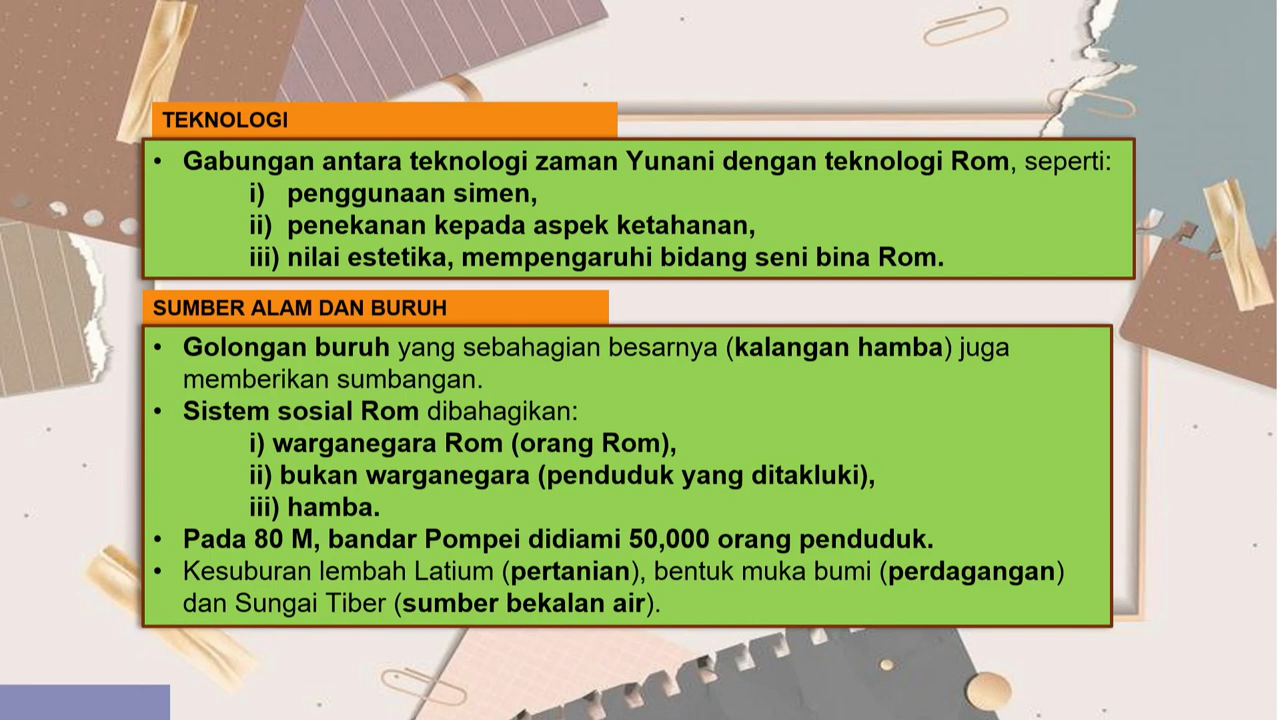 TEKNOLOGI
• Gabungan antara teknologi zaman Yunani dengan teknologi Rom, seperti:
i) penggunaan simen,
ii) penekanan kepada aspek ketahanan,
iii) nilai estetika, mempengaruhi bidang seni bina Rom.
SUMBER ALAM DAN BURUH
• Golongan buruh yang sebahagian besarnya (kalangan hamba) juga
memberikan sumbangan.
• Sistem sosial Rom dibahagikan:
i) warganegara Rom (orang Rom),
ii) bukan warganegara (penduduk yang ditakluki),
iii) hamba.
• Pada 80 M, bandar Pompei didiami 50,000 orang penduduk.
• Kesuburan lembah Latium (pertanian), bentuk muka bumi (perdagangan)
dan Sungai Tiber (sumber bekalan air).